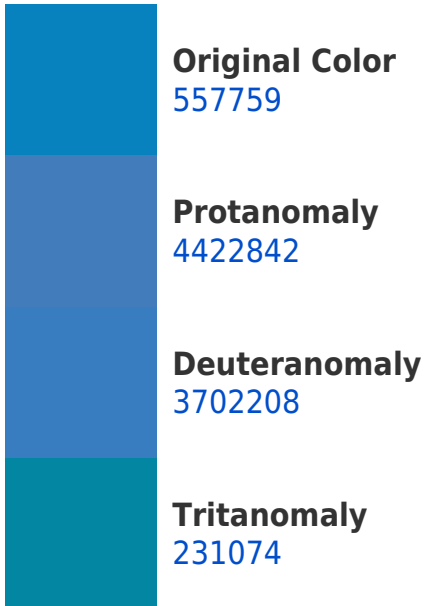 Original Color
557759
Protanomaly
4422842
Deuteranomaly
3702208
Tritanomaly
231074